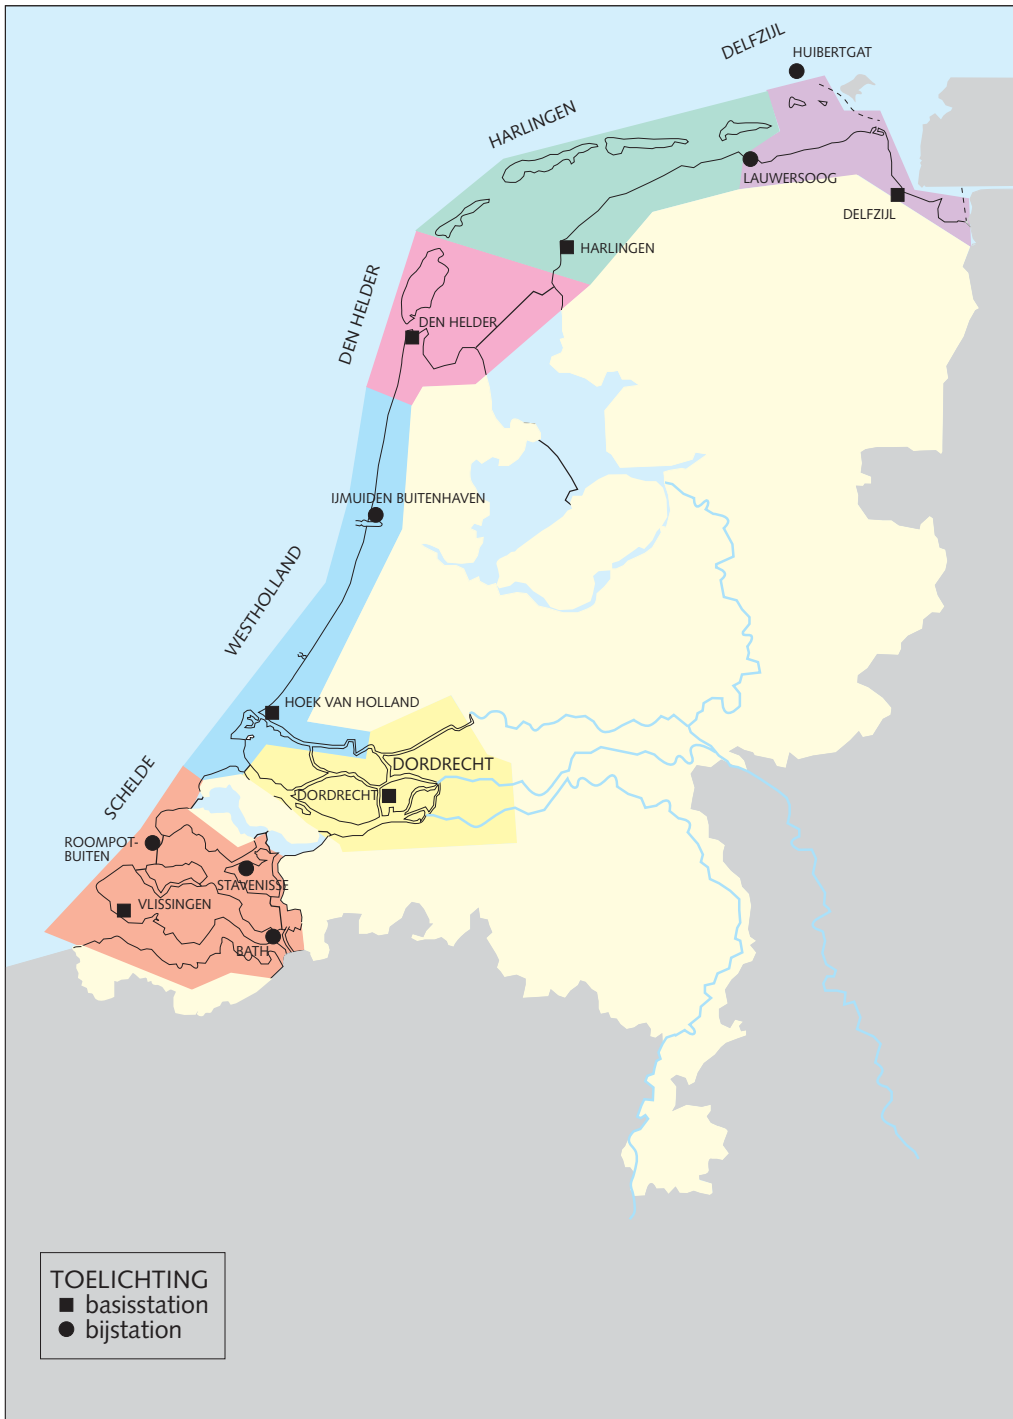 DELFZIJL
HUIBERTGAT
HARLINGEN
LAUWERSOOG
DELFZIJL
HARLINGEN
DEN HELDER
DEN HELDER
IJMUIDEN BUITENHAVEN
WESTHOLLAND
HOEK VAN HOLLAND
DORDRECHT
SCHELDE
DORDRECHT
ROOMPOT-
BUITEN
STAVENISSE
VLISSINGEN
BATH
TOELICHTING
basisstation
bijstation